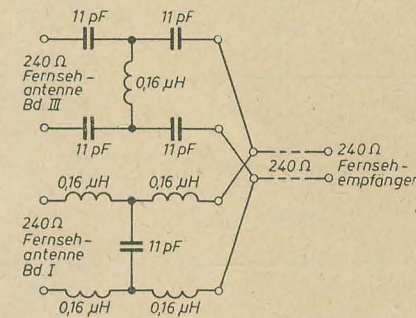 11 pF
11 pF
240 Ω
Fernseh-
antenne
Bd III
0,16 µH
11 pF
11 pF
240 Ω
240 Ω
Fernseh-
empfänger
0,16 µH
0,16 µH
240 Ω
Fernseh-
antenne
Bd. I
11 pF
0,16 µH
0,16 µH